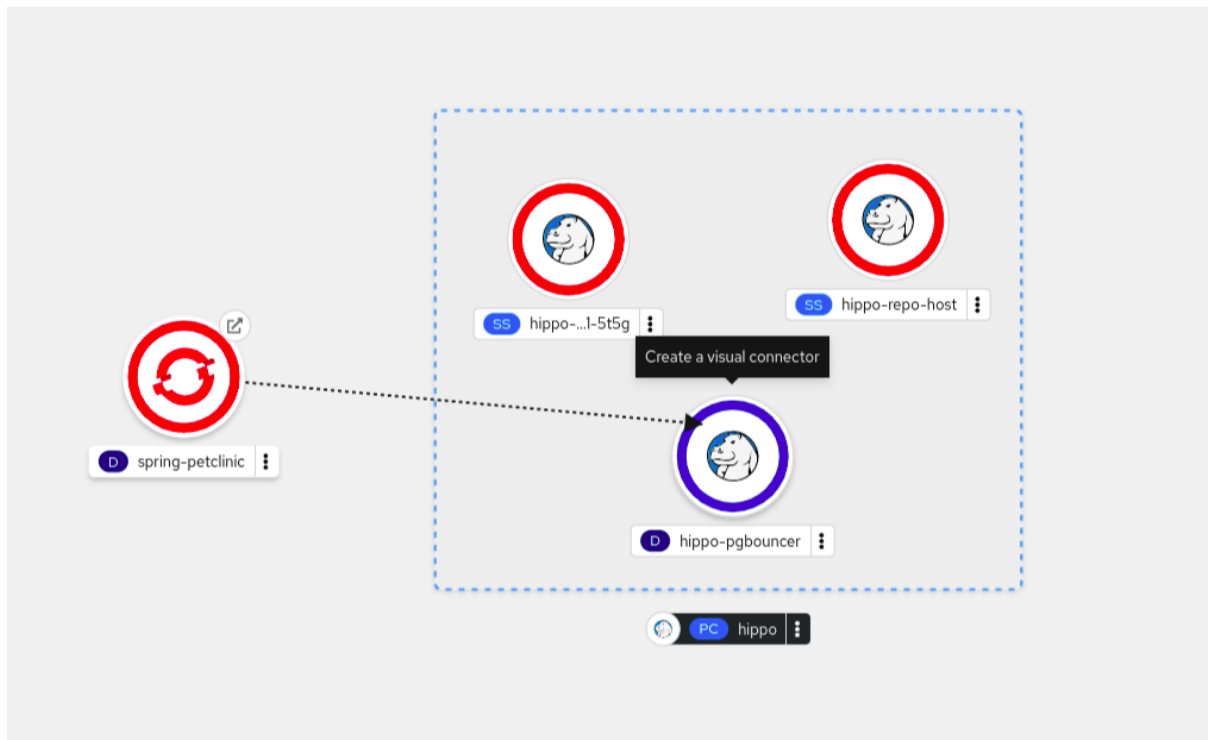 SS hippo-...1-5t5g
SS hippo-repo-host
Create a visual connector
D spring-petclinic
D hippo-pgbouncer
PC hippo